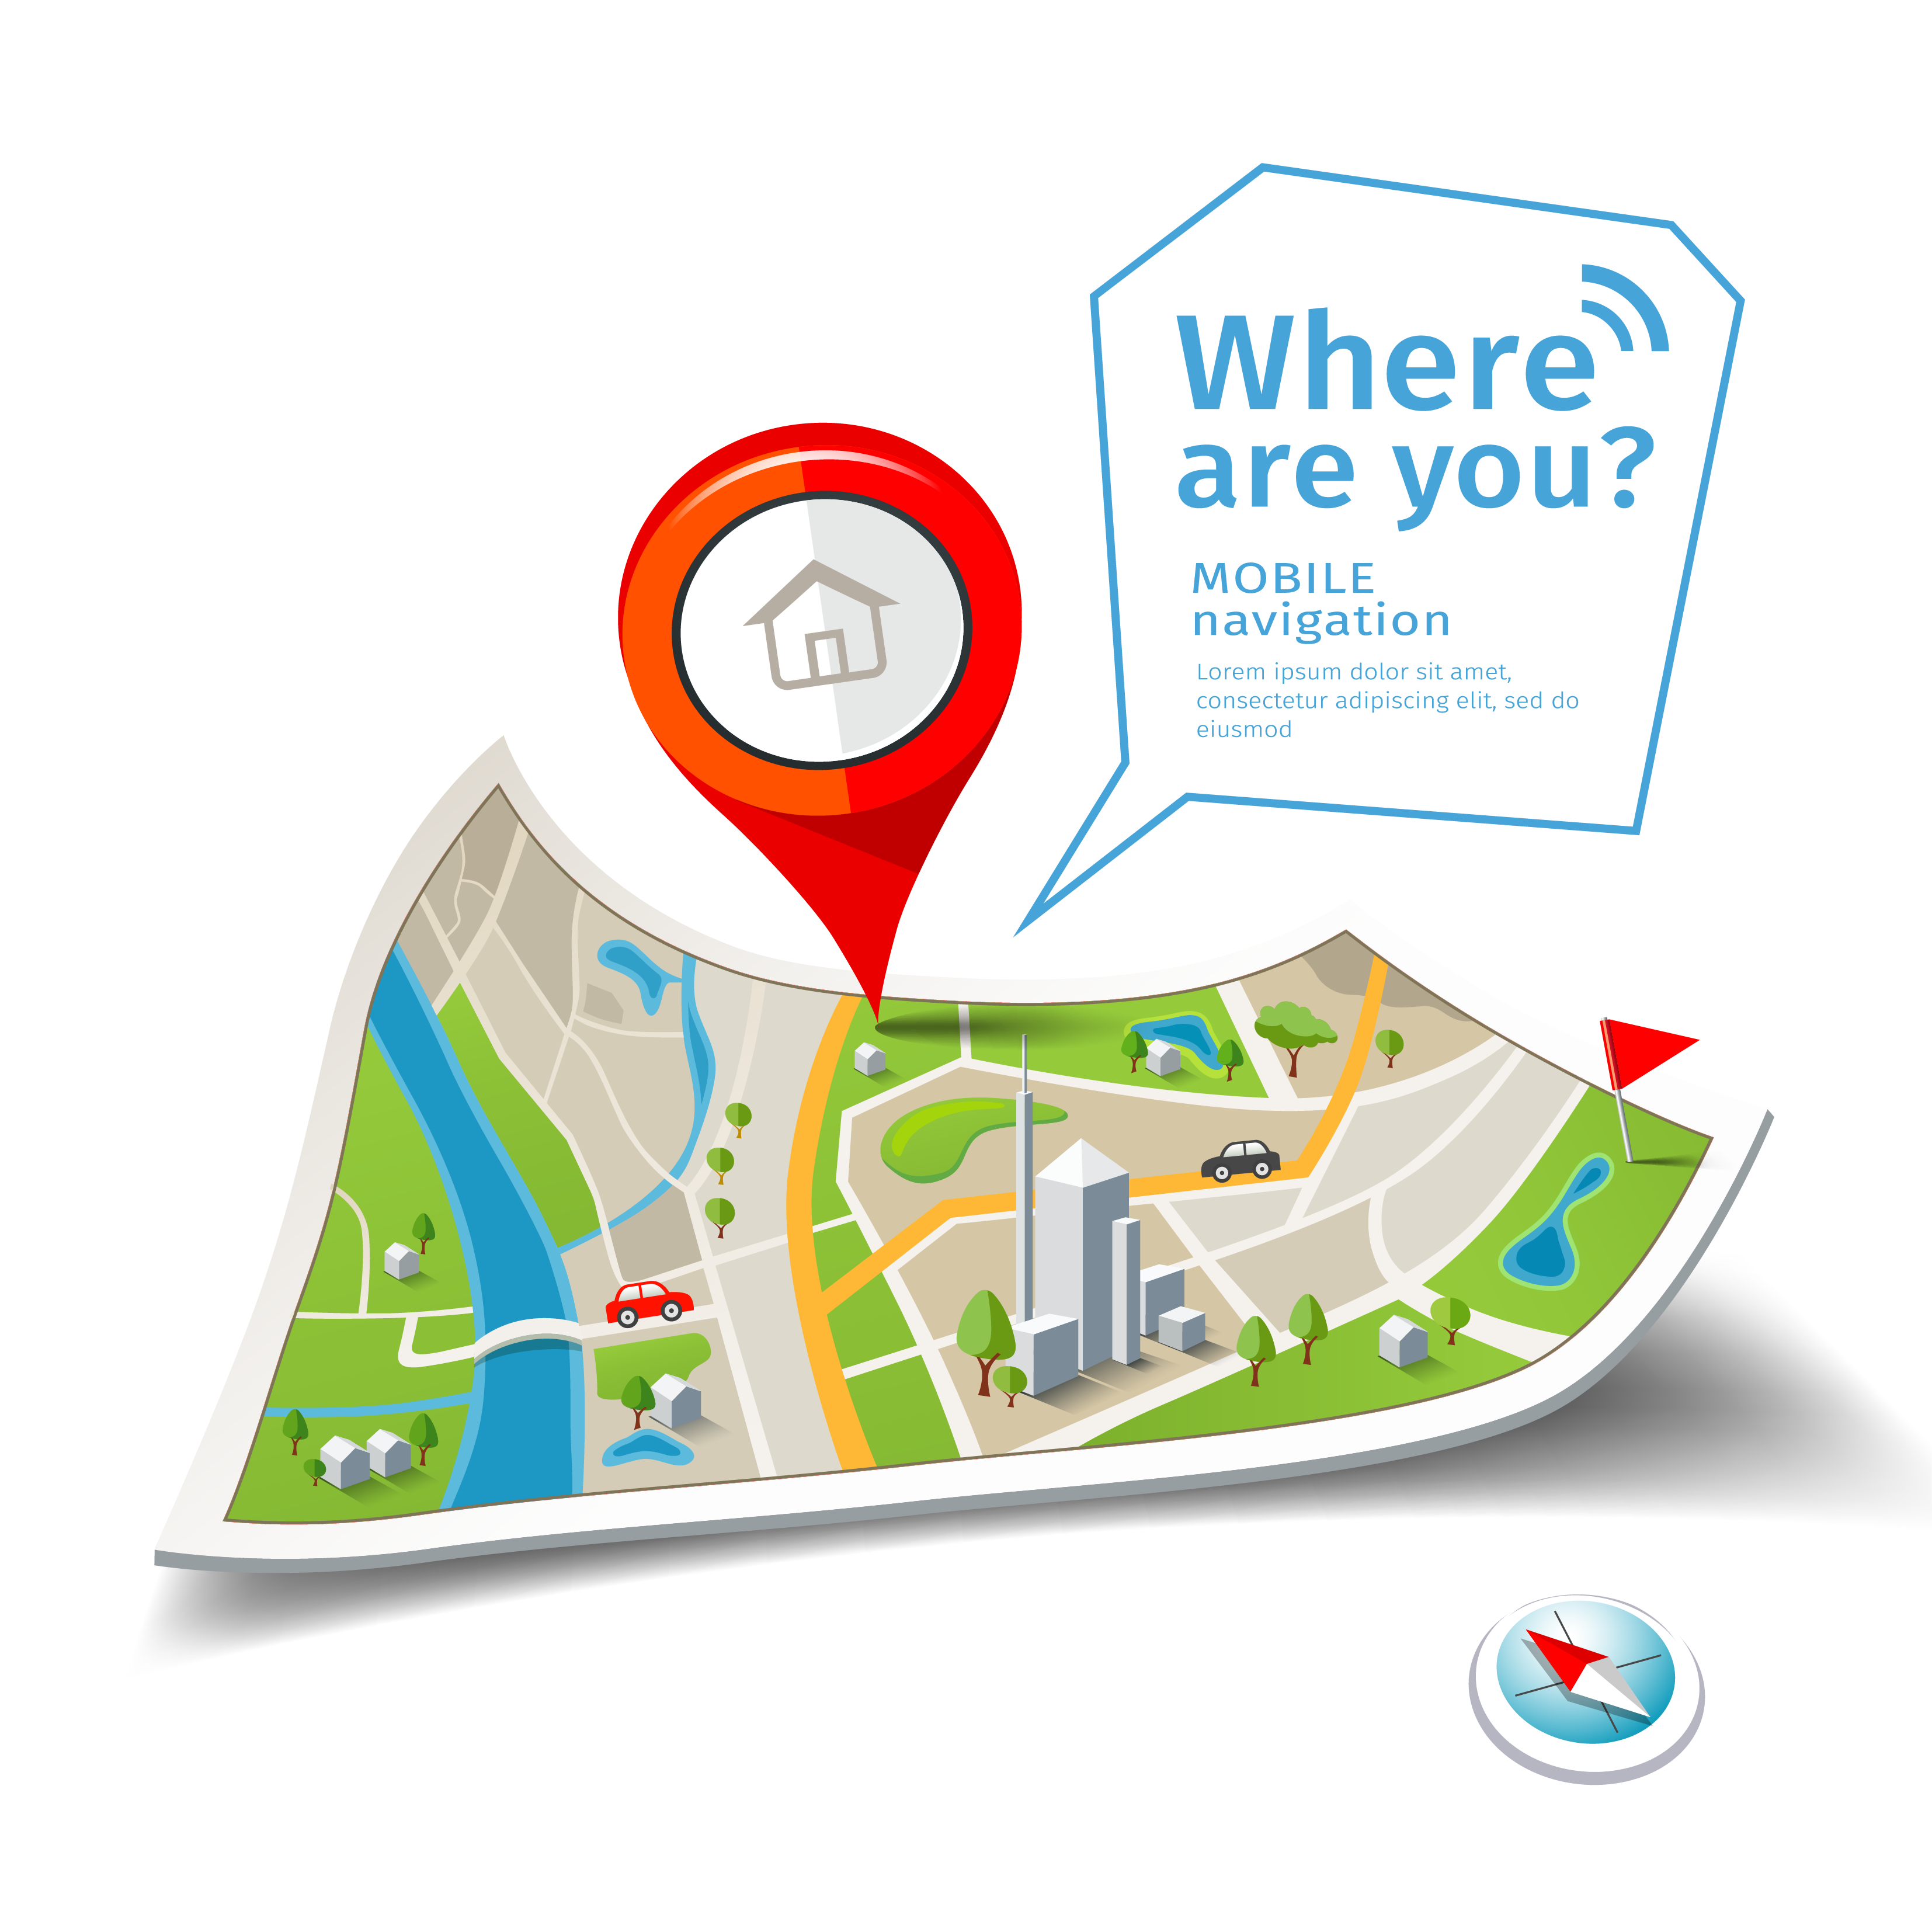 Where
are you?
MOBILE
navigation
Lorem ipsum dolor sit amet,
consectetur adipiscing elit, sed do
eiusmod